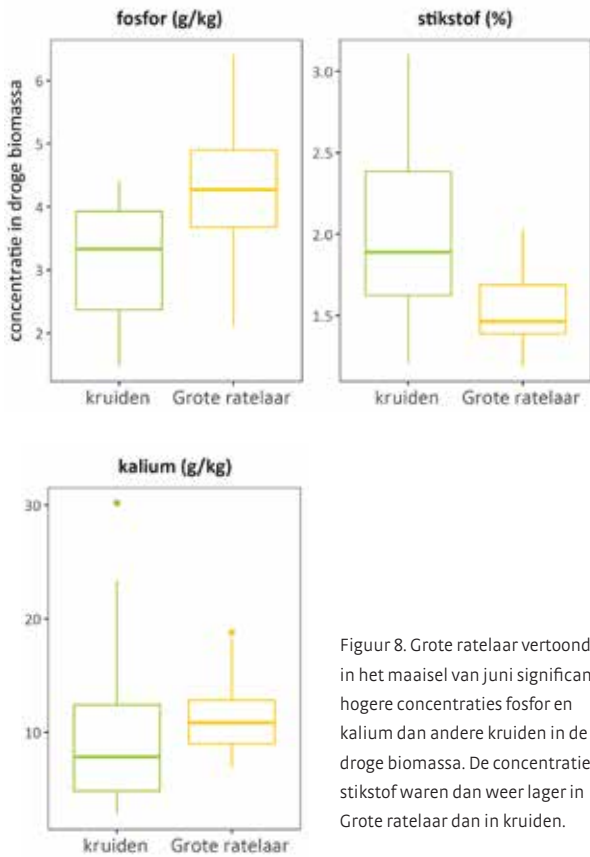 fosfor (g/kg)
stikstof (%)
concentratie in droge biomassa
6
5
4
3
2
3.0
2.5
2.0
1.5
kruiden Grote ratelaar
kruiden Grote ratelaar
kalium (g/kg)
30
20
10
kruiden Grote ratelaar
Figuur 8. Grote ratelaar vertoond
in het maaisel van juni significan
hogere concentraties fosfor en
kalium dan andere kruiden in de
droge biomassa. De concentratie
stikstof waren dan weer lager in
Grote ratelaar dan in kruiden.